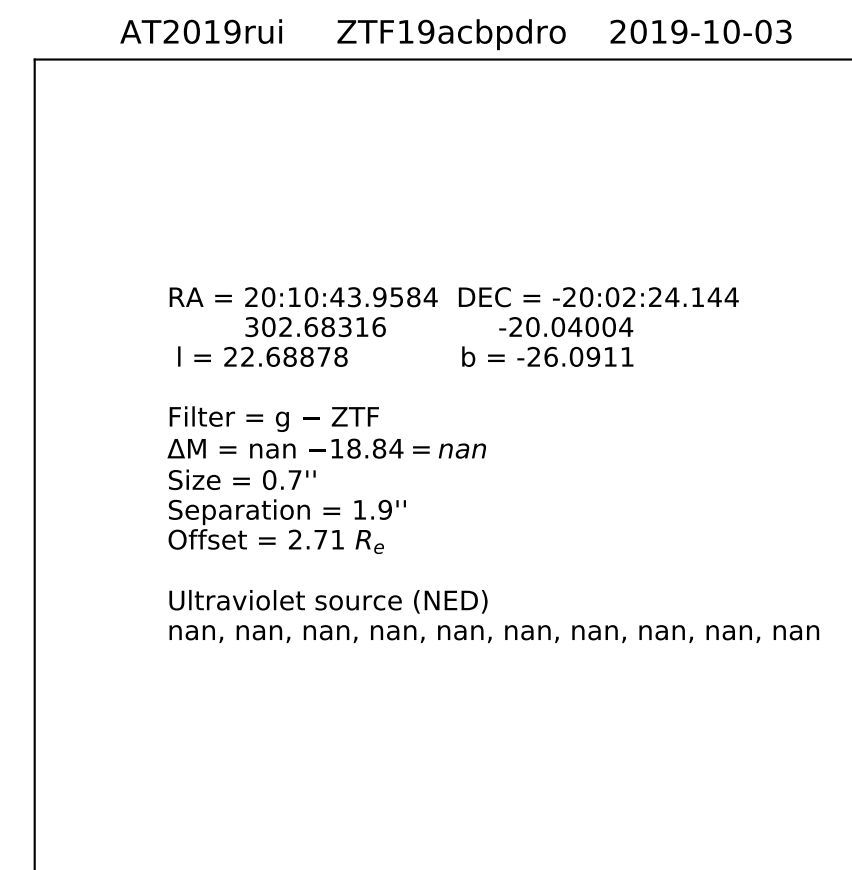 AT2019rui ZTF19acbpdro 2019-10-03
RA = 20:10:43.9584 DEC = -20:02:24.144
302.68316 -20.04004
l = 22.68878 b = -26.0911
Filter = g − ZTF
ΔM = nan −18.84 = nan
Size = 0.7''
Separation = 1.9''
Offset = 2.71 Re
Ultraviolet source (NED)
nan, nan, nan, nan, nan, nan, nan, nan, nan, nan